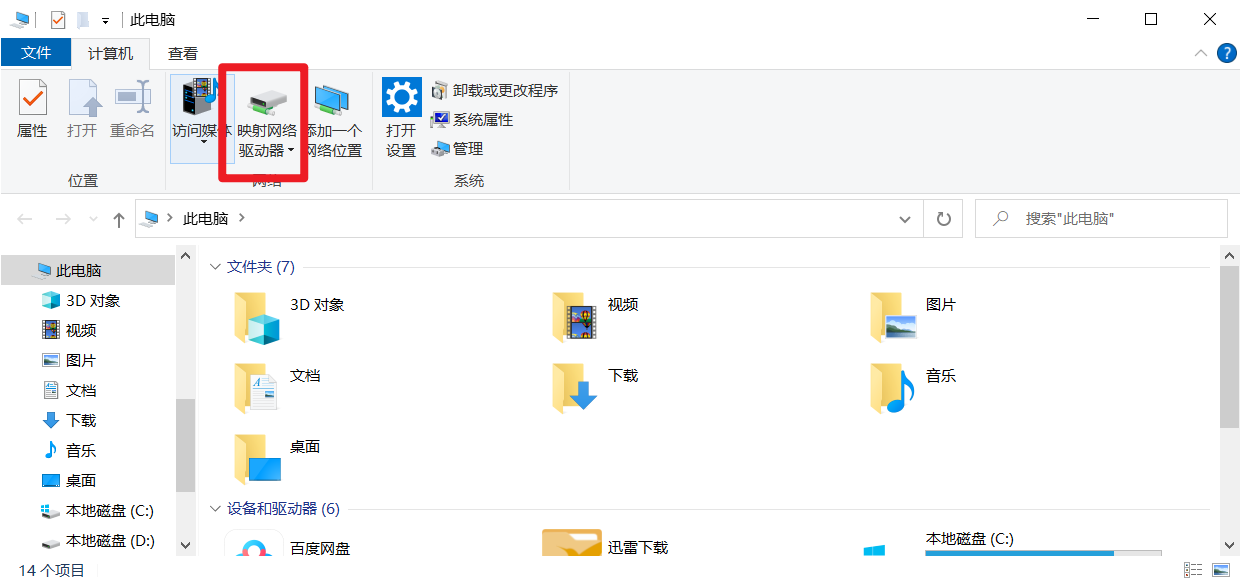 此电脑
文件 计算机 查看
属性 打开 重命名 访问媒体 映射网络驱动器 添加一个网络位置 打开设置 卸载或更改程序
系统属性
管理
位置 网络 系统
此电脑 搜索"此电脑"
此电脑
3D 对象
视频
图片
文档
下载
音乐
桌面
本地磁盘 (C:)
本地磁盘 (D:)
文件夹 (7)
3D 对象 视频 图片
文档 下载 音乐
桌面
设备和驱动器 (6)
百度网盘 迅雷下载 本地磁盘 (C:)
14 个项目